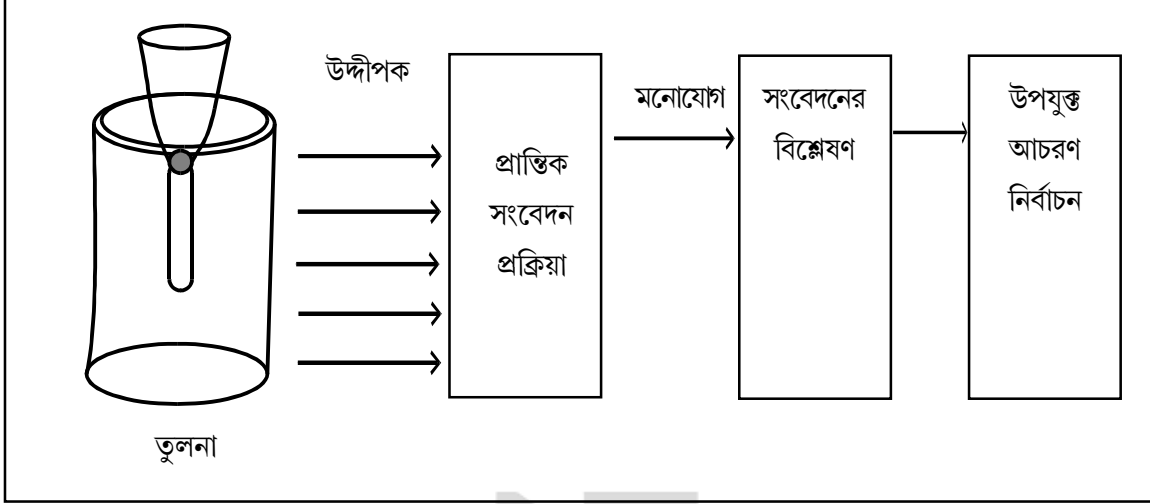 উদ্দীপক
প্রান্তিক
সংবেদন
প্রক্রিয়া
মনোযোগ
সংবেদনের
বিশ্লেষণ
উপযুক্ত
আচরণ
নির্বাচন
তুলনা